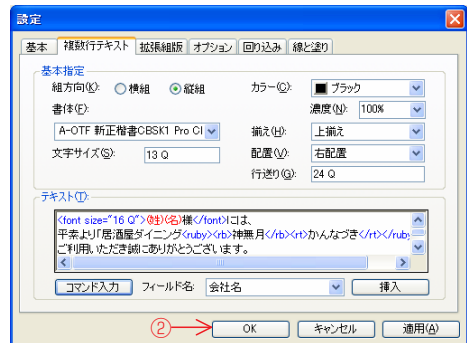 設定
基本 複数行テキスト 拡張組版 オプション 回り込み 線と塗り
基本指定
組方向(K): 横組 縦組 カラー(C): ブラック
書体(F): 濃度(N): 100%
A-OTF 新正楷書CBSK1 Pro Cl 揃え(H): 上揃え
文字サイズ(S): 13 Q 配置(V): 右配置
行送り(G): 24 Q
テキスト(T):
<font size="16 Q">(姓)(名)様</font>には、
平素より「居酒屋ダイニング<ruby><rb>神無月</rb><rt>かんなづき</rt></ruby
ご利用いただき誠にありがとうございます。
コマンド入力 フィールド名: 会社名 挿入
② OK キャンセル 適用(A)